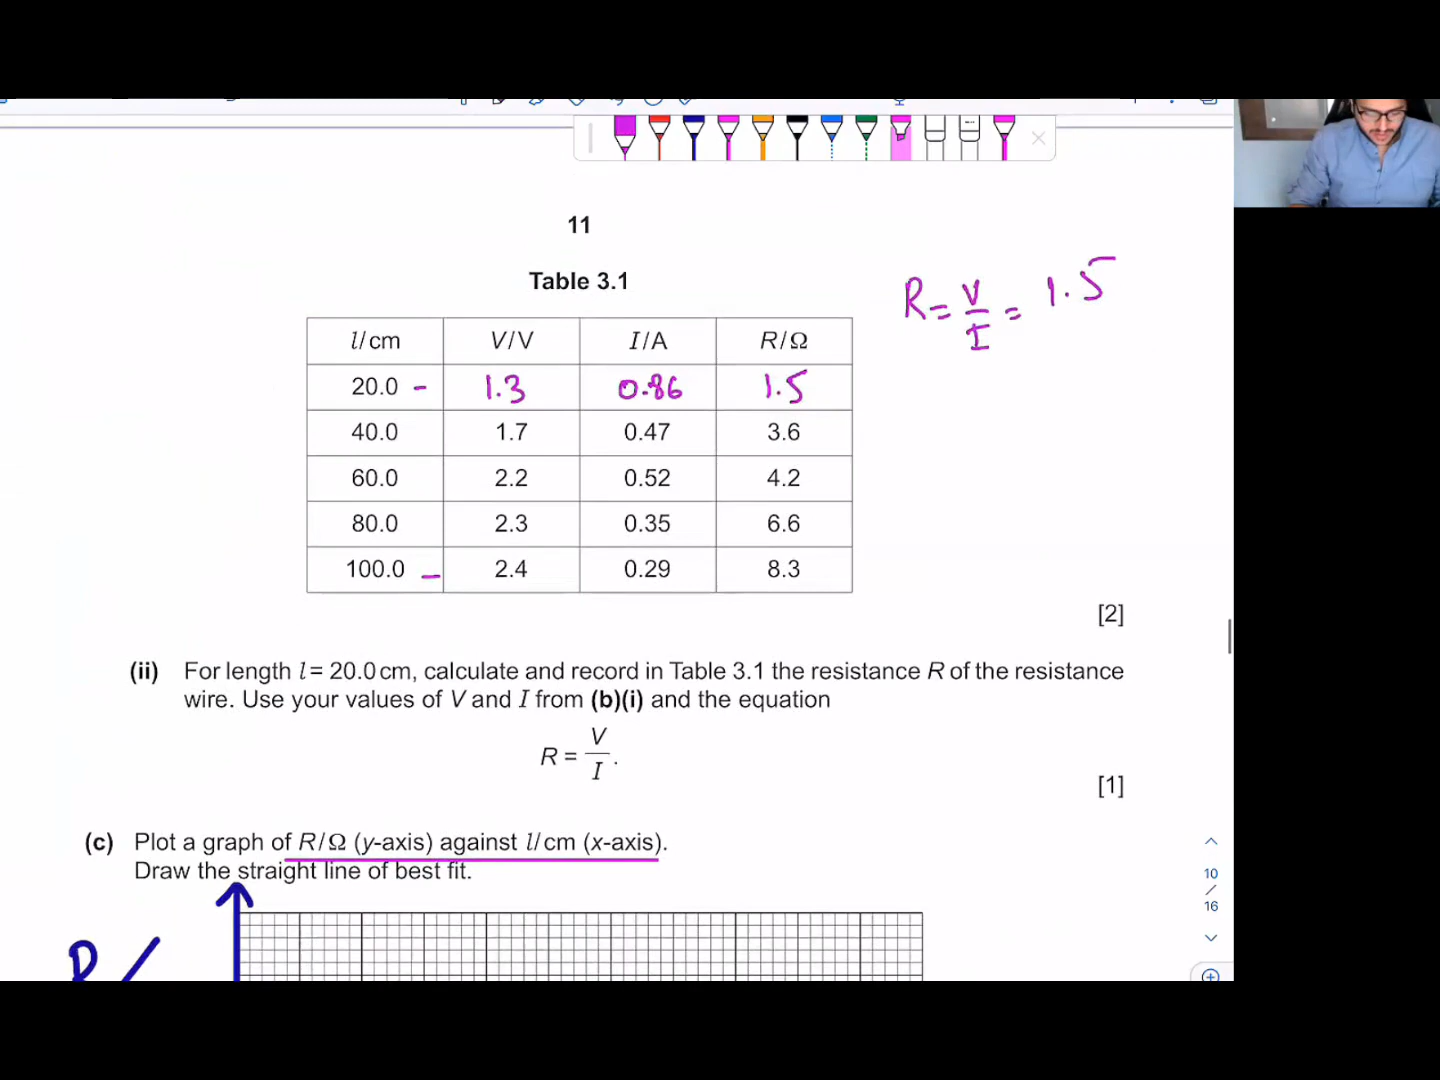 11
Table 3.1
R = V/I = 1.5
l/cm V/V I/A R/Ω
20.0 - 1.3 0.86 1.5
40.0 1.7 0.47 3.6
60.0 2.2 0.52 4.2
80.0 2.3 0.35 6.6
100.0 - 2.4 0.29 8.3
[2]
(ii) For length l = 20.0 cm, calculate and record in Table 3.1 the resistance R of the resistance
wire. Use your values of V and I from (b)(i) and the equation
R = V/I.
[1]
(c) Plot a graph of R/Ω (y-axis) against l/cm (x-axis).
Draw the straight line of best fit.
R/
10
/
16